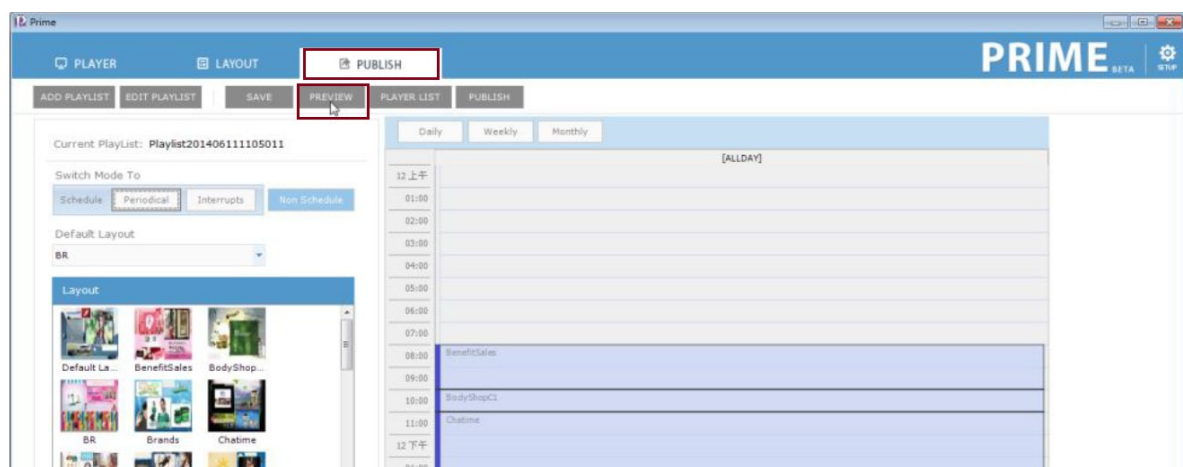 Prime
PLAYER LAYOUT PUBLISH PRIME BETA SETUP
ADD PLAYLIST EDIT PLAYLIST SAVE PREVIEW PLAYER LIST PUBLISH
Current PlayList: Playlist201406111105011
Switch Mode To
Schedule Periodical Interrupts Non Schedule
Default Layout
BR
Layout
Default La... BenefitSales BodyShop...
BR Brands Chatime
Daily Weekly Monthly
[ALLDAY]
12 上午
01:00
02:00
03:00
04:00
05:00
06:00
07:00
08:00 BenefitSales
09:00
10:00 BodyShopCL
11:00 Chatime
12 下午